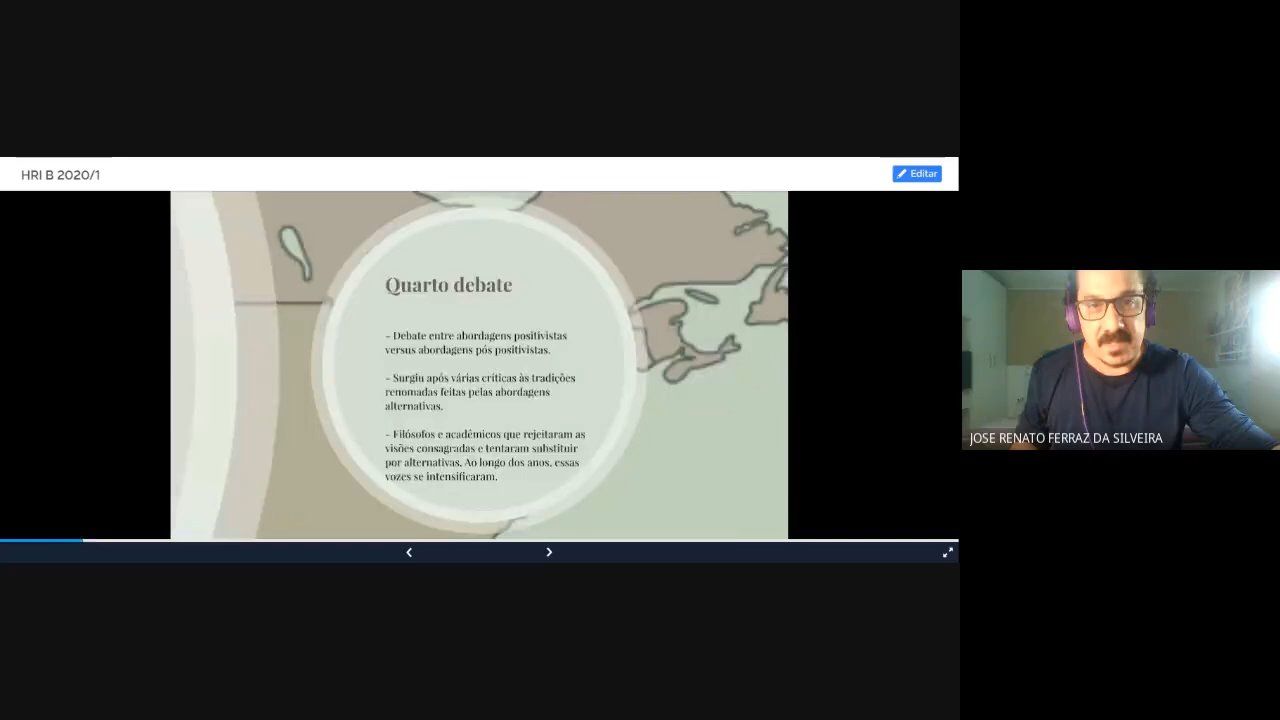 HRI B 2020/1
Editar
Quarto debate
- Debate entre abordagens positivistas
versus abordagens pós positivistas.
- Surgiu após várias críticas às tradições
renomadas feitas pelas abordagens
alternativas.
- Filósofos e acadêmicos que rejeitaram as
visões consagradas e tentaram substituir
por alternativas. Ao longo dos anos, essas
vozes se intensificaram.
JOSE RENATO FERRAZ DA SILVEIRA